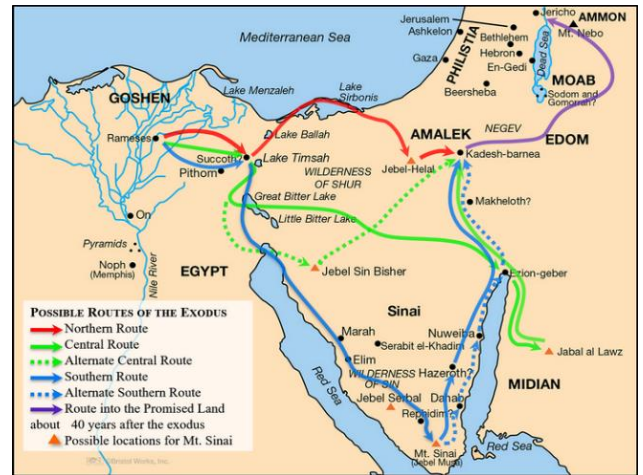 Mediterranean Sea
Jerusalem
Ashkelon
Bethlehem
Hebron
En-Gedi
Gaza
Beersheba
PHILISTIA
Jericho
AMMON
Mt. Nebo
Dead Sea
MOAB
Sodom and
Gomorrah?
GOSHEN
Lake Menzaleh
Lake
Sirbonis
Rameses
Lake Ballah
Succoth?
Lake Timsah
Pithom
WILDERNESS
OF SHUR
AMALEK
NEGEV
EDOM
Jebel-Helal
Kadesh-barnea
Great Bitter Lake
Little Bitter Lake
Makheloth?
On
Pyramids
Noph
(Memphis)
Nile River
EGYPT
Jebel Sin Bisher
Ezion-geber
Sinai
Marah
Serabit el-Khadin
Nuweiba
Elim
WILDERNESS
OF SIN
Hazeroth?
Jabal al Lawz
MIDIAN
Jebel Serbal
Dahab
Repidim?
Red Sea
Mt. Sinai
(Jebel Musa)
Red Sea
POSSIBLE ROUTES OF THE EXODUS
Northern Route
Central Route
Alternate Central Route
Southern Route
Alternate Southern Route
Route into the Promised Land
about 40 years after the exodus
Possible locations for Mt. Sinai